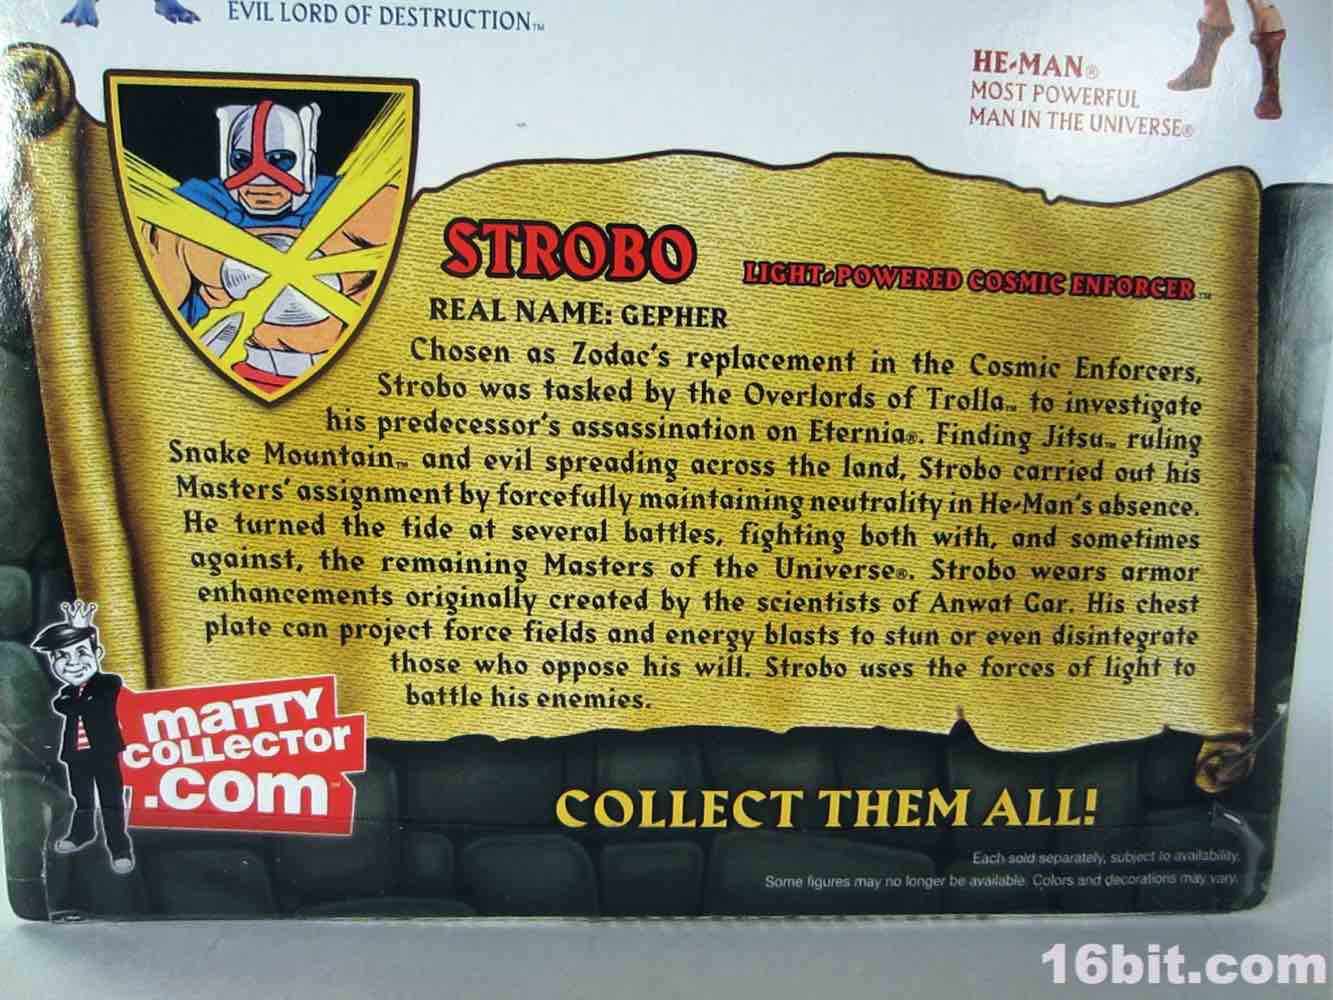 EVIL LORD OF DESTRUCTION™
HE-MAN®
MOST POWERFUL
MAN IN THE UNIVERSE®
STROBO
LIGHT-POWERED COSMIC ENFORCER™
REAL NAME: GEPHER
Chosen as Zodac's replacement in the Cosmic Enforcers,
Strobo was tasked by the Overlords of Trolla™ to investigate
his predecessor's assassination on Eternia®. Finding Jitsu™ ruling
Snake Mountain™ and evil spreading across the land, Strobo carried out his
Masters' assignment by forcefully maintaining neutrality in He-Man's absence.
He turned the tide at several battles, fighting both with, and sometimes
against, the remaining Masters of the Universe®. Strobo wears armor
enhancements originally created by the scientists of Anwat Gar. His chest
plate can project force fields and energy blasts to stun or even disintegrate
those who oppose his will. Strobo uses the forces of light to
battle his enemies.
maTTY
COLLECTOR
.com™
COLLECT THEM ALL!
Each sold separately, subject to availability.
Some figures may no longer be available. Colors and decorations may vary.
16bit.com